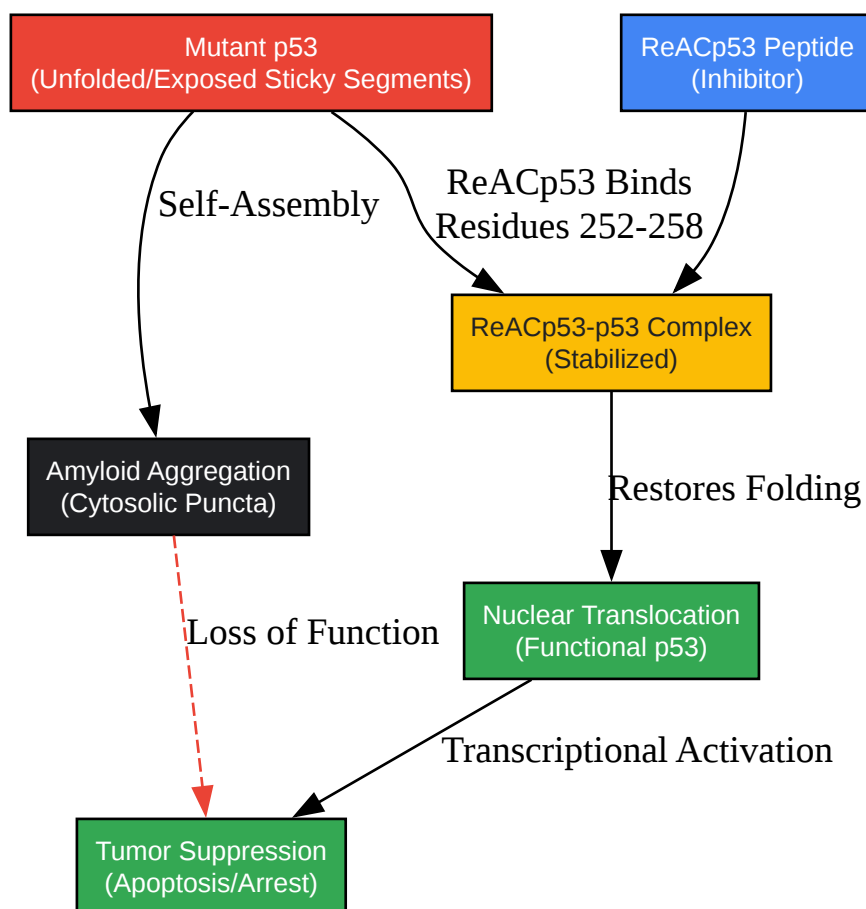 Mutant p53
(Unfolded/Exposed Sticky Segments)
ReACp53 Peptide
(Inhibitor)
Self-Assembly
ReACp53 Binds
Residues 252-258
ReACp53-p53 Complex
(Stabilized)
Amyloid Aggregation
(Cytosolic Puncta)
Restores Folding
Loss of Function
Nuclear Translocation
(Functional p53)
Transcriptional Activation
Tumor Suppression
(Apoptosis/Arrest)